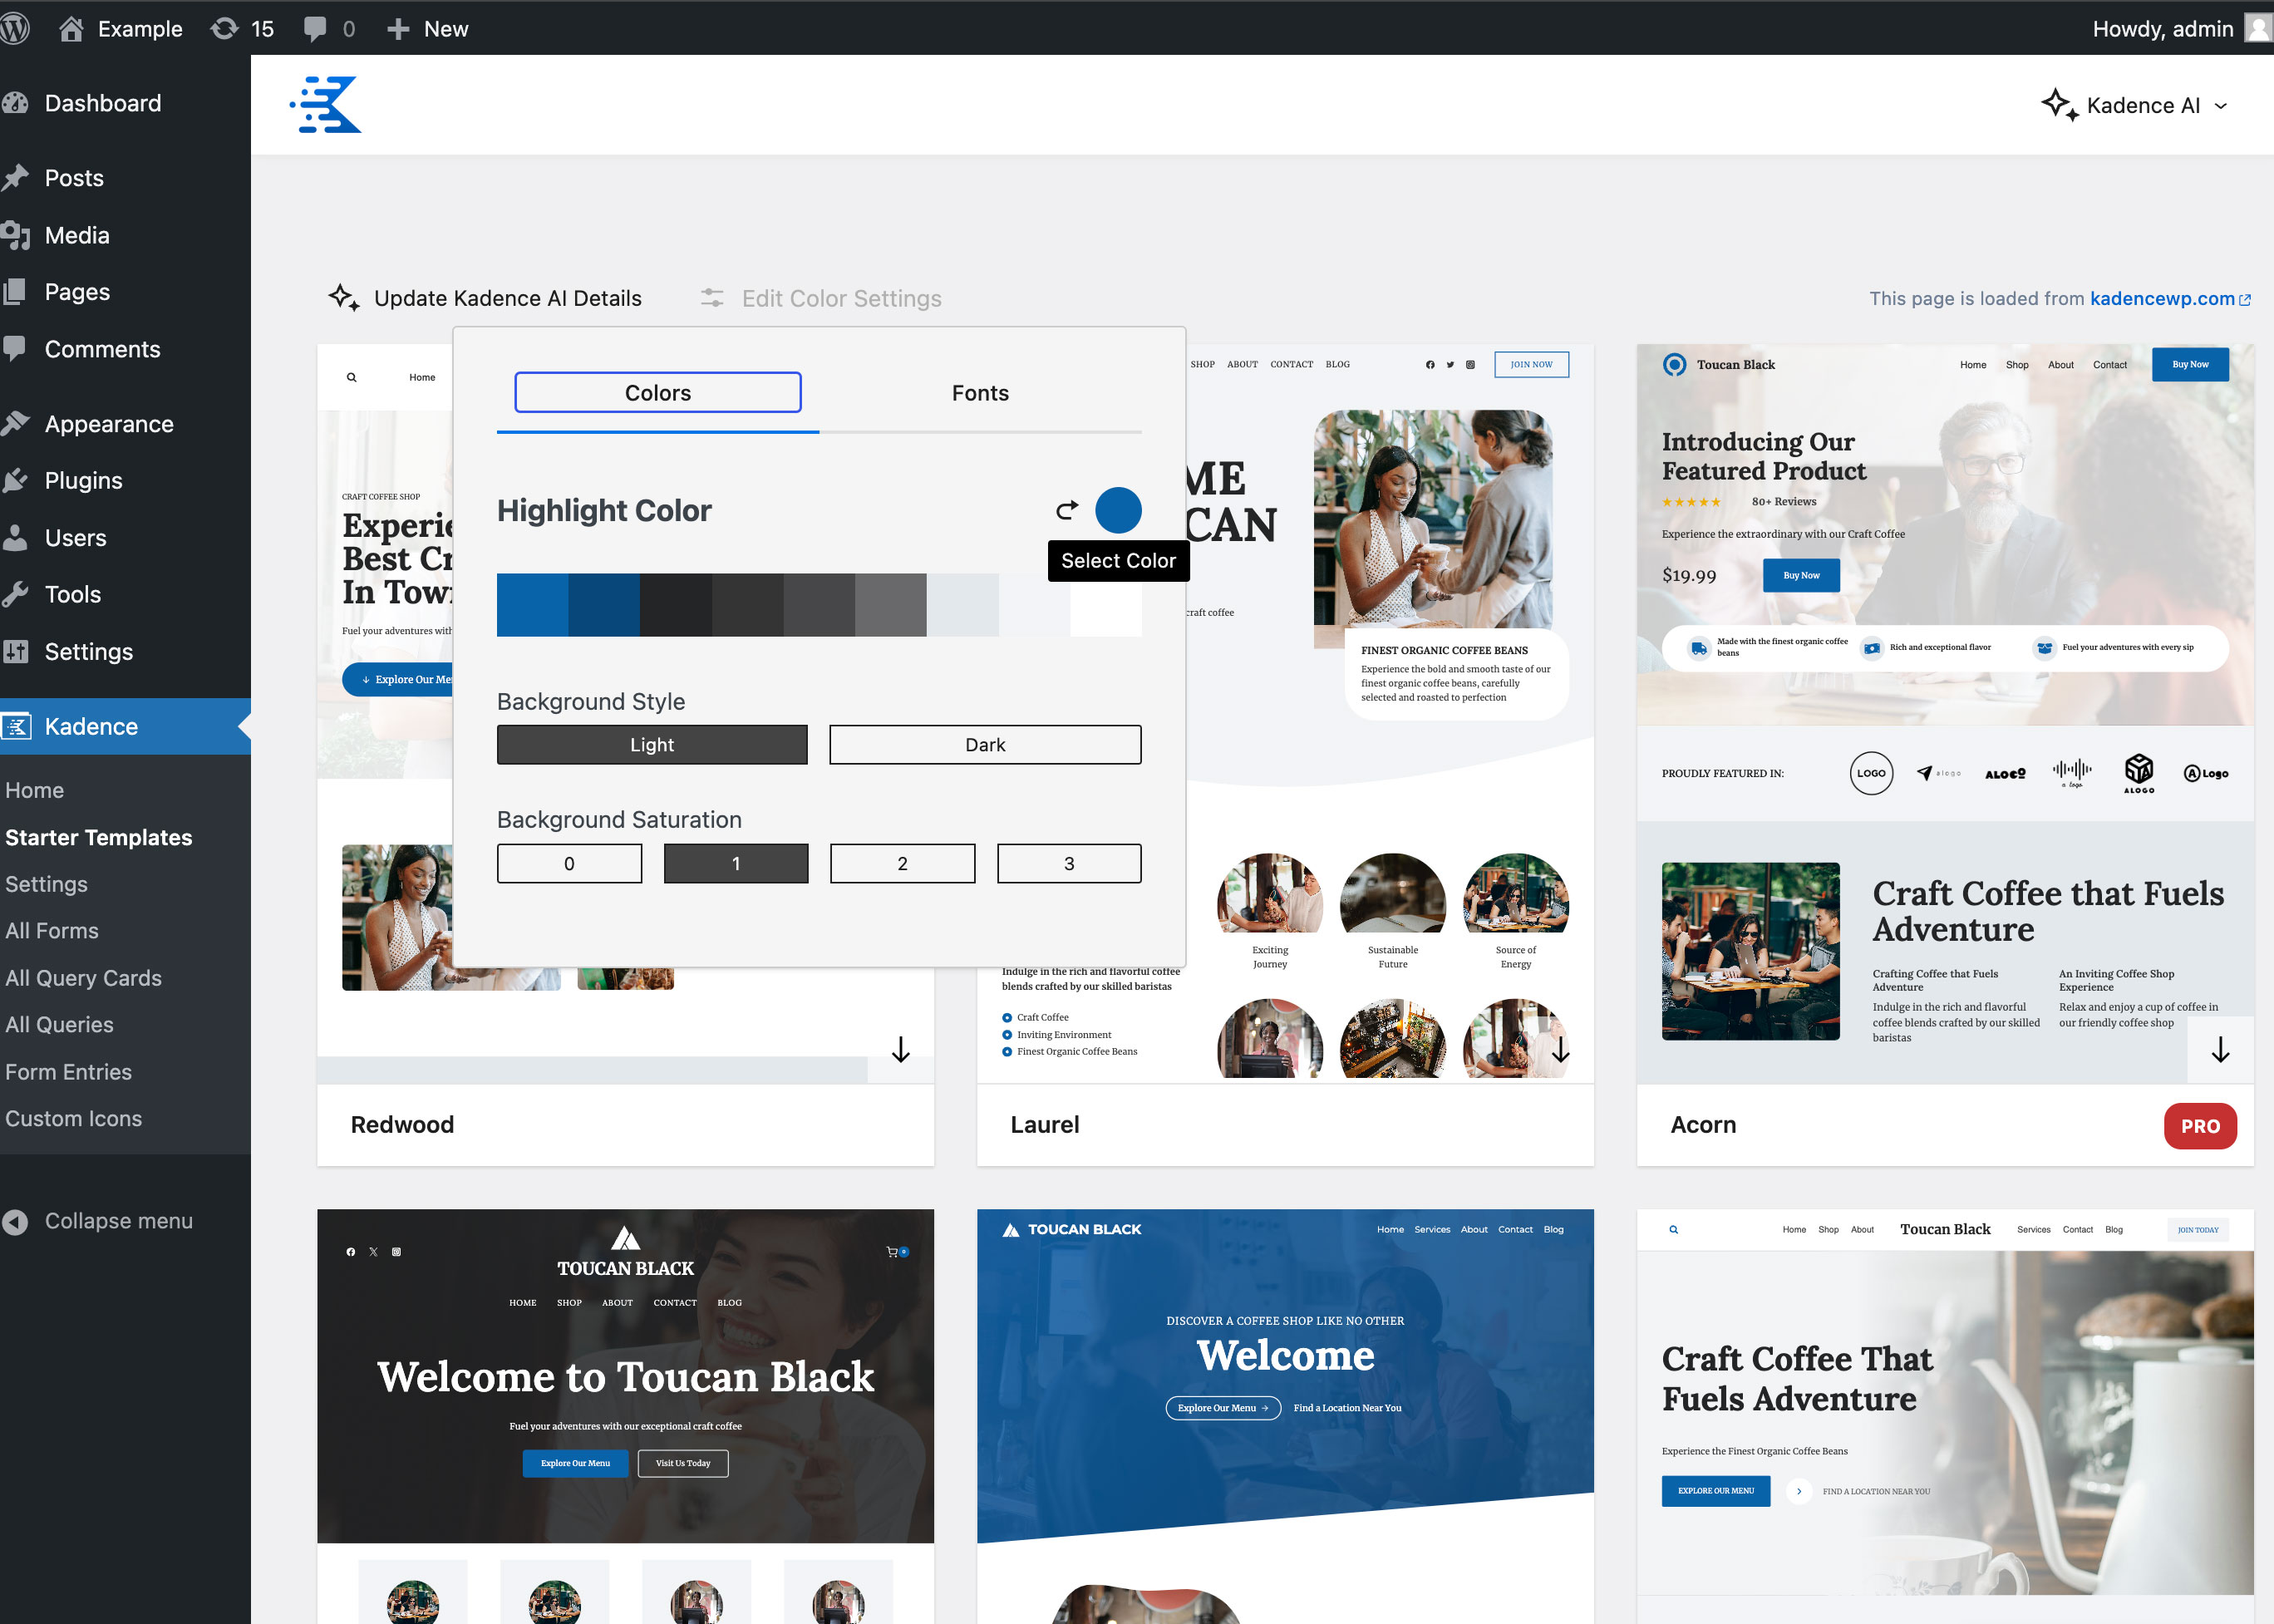 Example 15 0 New Howdy, admin
Dashboard
Posts
Media
Pages
Comments
Appearance
Plugins
Users
Tools
Settings
Kadence
Home
Starter Templates
Settings
All Forms
All Query Cards
All Queries
Form Entries
Custom Icons
Collapse menu
Kadence AI
Update Kadence AI Details Edit Color Settings This page is loaded from kadencewp.com
Colors Fonts
Highlight Color
Select Color
Background Style
Light Dark
Background Saturation
0 1 2 3
Home
CRAFT COFFEE SHOP
Experie
Best Cr
In Tow
Fuel your adventures with
Explore Our Me
Redwood
SHOP ABOUT CONTACT BLOG JOIN NOW
ME
CAN
craft coffee
FINEST ORGANIC COFFEE BEANS
Experience the bold and smooth taste of our
finest organic coffee beans, carefully
selected and roasted to perfection
Indulge in the rich and flavorful coffee
blends crafted by our skilled baristas
Craft Coffee
Inviting Environment
Finest Organic Coffee Beans
Exciting
Journey
Sustainable
Future
Source of
Energy
Laurel
Toucan Black Home Shop About Contact Buy Now
Introducing Our
Featured Product
80+ Reviews
Experience the extraordinary with our Craft Coffee
$19.99 Buy Now
Made with the finest organic coffee
beans
Rich and exceptional flavor
Fuel your adventures with every sip
PROUDLY FEATURED IN: LOGO alogo ALOGO a logo ALOGO A Logo
Craft Coffee that Fuels
Adventure
Crafting Coffee that Fuels
Adventure
Indulge in the rich and flavorful
coffee blends crafted by our skilled
baristas
An Inviting Coffee Shop
Experience
Relax and enjoy a cup of coffee in
our friendly coffee shop
Acorn PRO
0
TOUCAN BLACK
HOME SHOP ABOUT CONTACT BLOG
Welcome to Toucan Black
Fuel your adventures with our exceptional craft coffee
Explore Our Menu Visit Us Today
TOUCAN BLACK Home Services About Contact Blog
DISCOVER A COFFEE SHOP LIKE NO OTHER
Welcome
Explore Our Menu Find a Location Near You
Home Shop About Toucan Black Services Contact Blog JOIN TODAY
Craft Coffee That
Fuels Adventure
Experience the Finest Organic Coffee Beans
EXPLORE OUR MENU FIND A LOCATION NEAR YOU